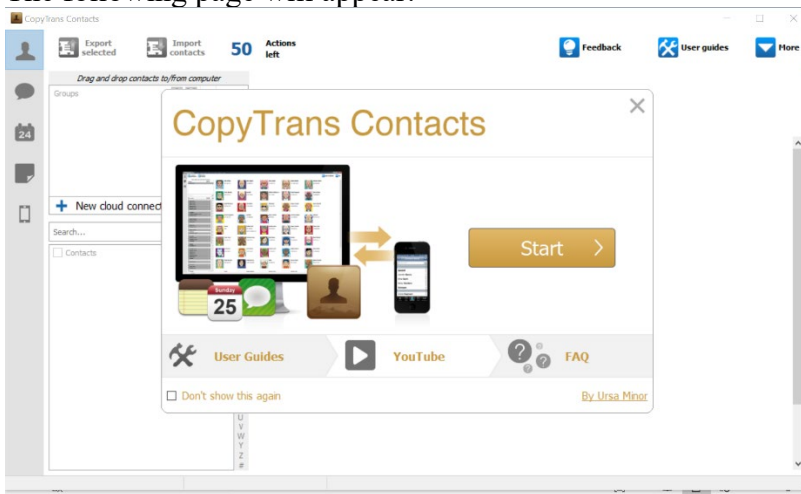 The following page will appear.
CopyTrans Contacts
Export selected
Import contacts
50 Actions left
Feedback
User guides
More
Drag and drop contacts to/from computer
Groups
24
New cloud connect
Search...
Contacts
CopyTrans Contacts
Sunday
25
Start
User Guides
YouTube
FAQ
Don't show this again
By Ursa Minor
U
V
W
Y
Z
#